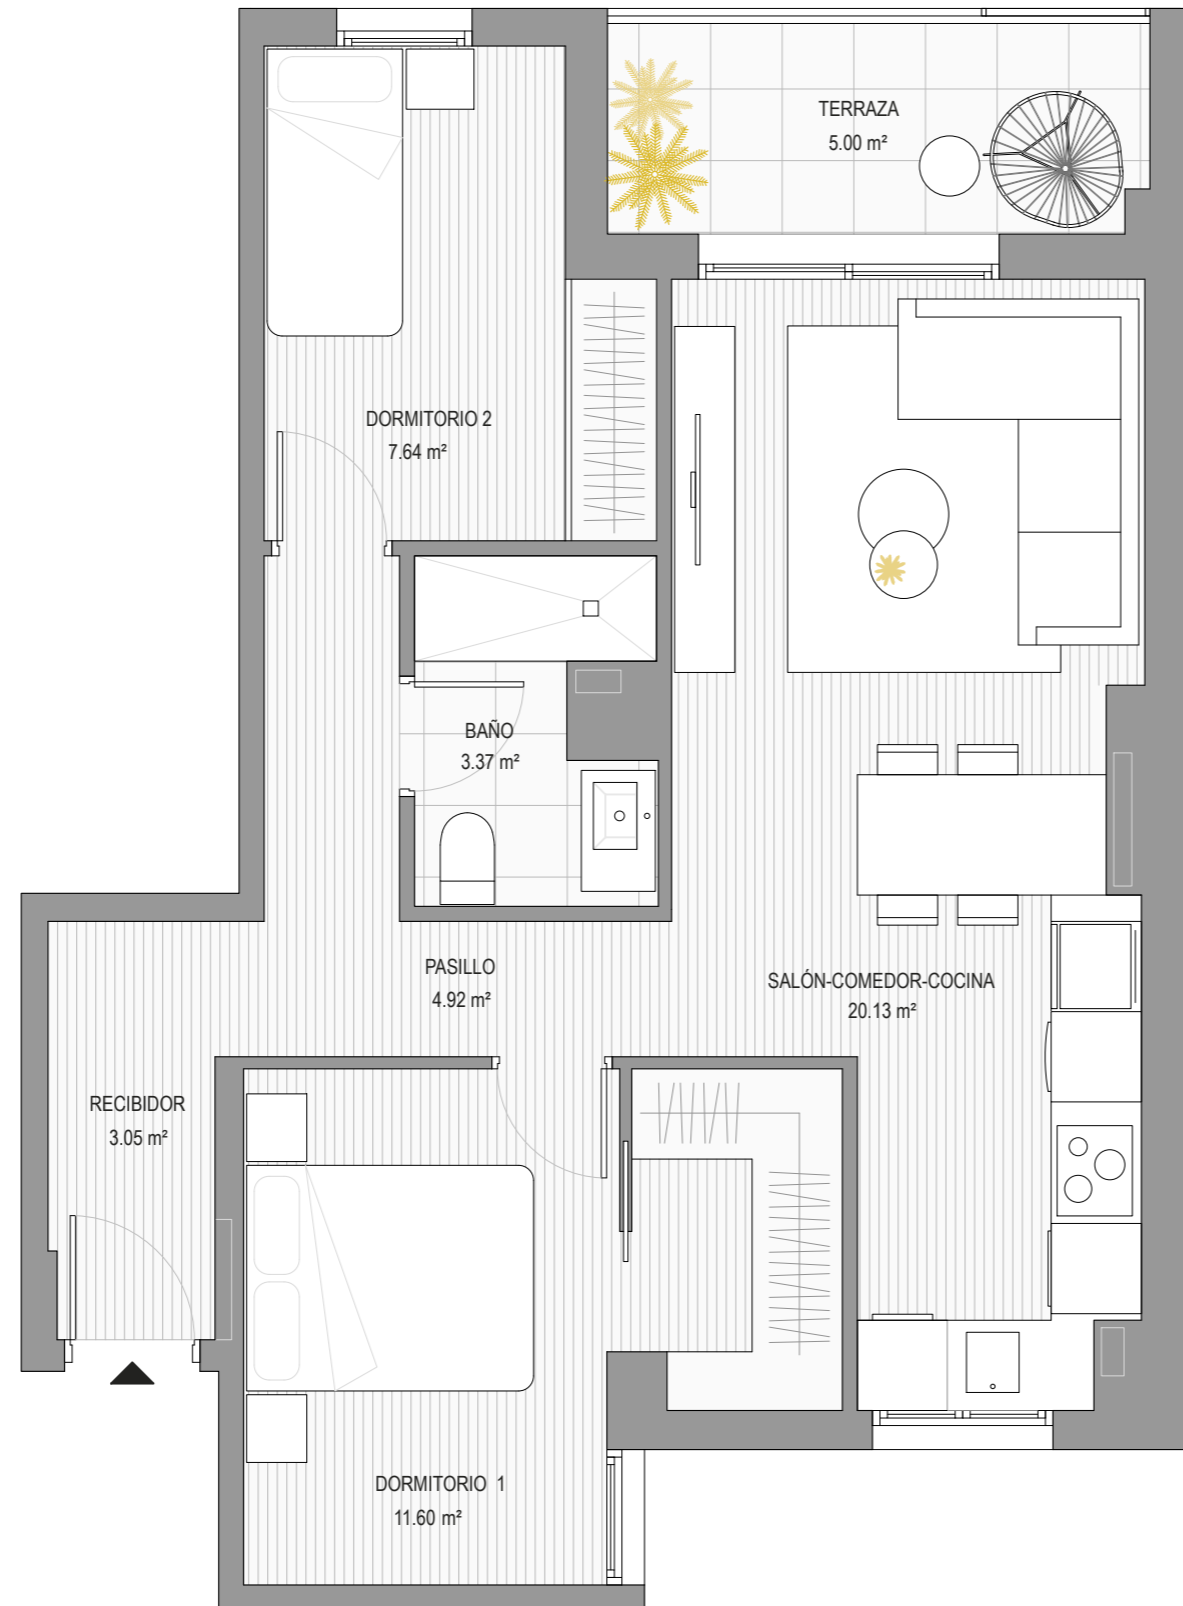 TERRAZA
5.00 m²
DORMITORIO 2
7.64 m²
BAÑO
3.37 m²
PASILLO
4.92 m²
SALÓN-COMEDOR-COCINA
20.13 m²
RECIBIDOR
3.05 m²
DORMITORIO 1
11.60 m²